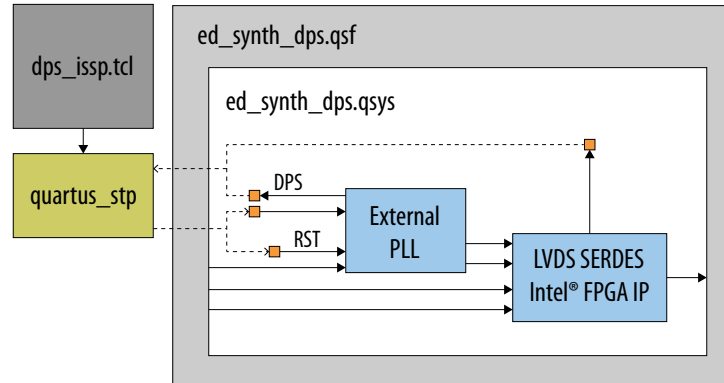 ed_synth_dps.qsf
dps_issp.tcl
ed_synth_dps.qsys
quartus_stp
DPS
External
PLL
RST
LVDS SERDES
Intel® FPGA IP